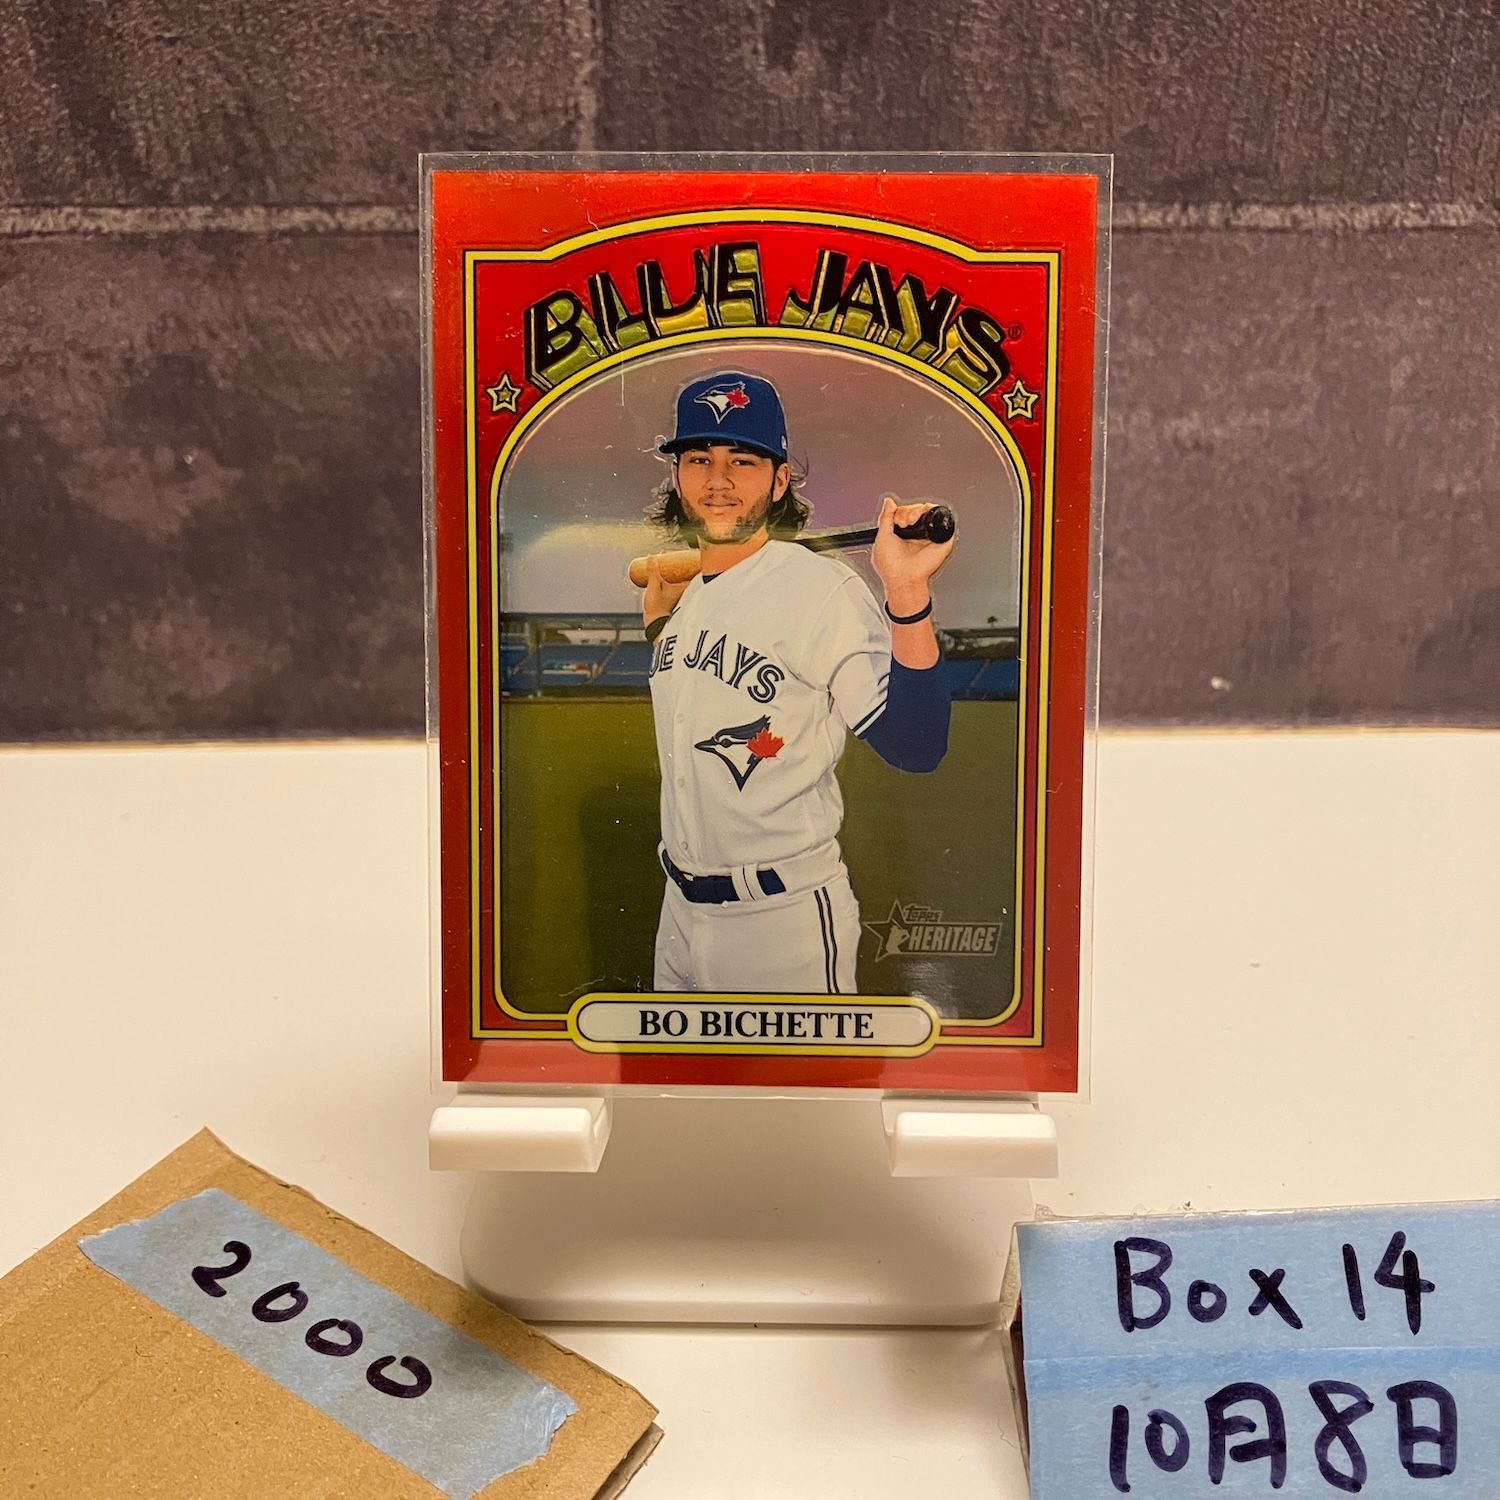 BLUE JAYS®
UE JAYS
topps
HERITAGE
BO BICHETTE
2000
Box 14
10月8日